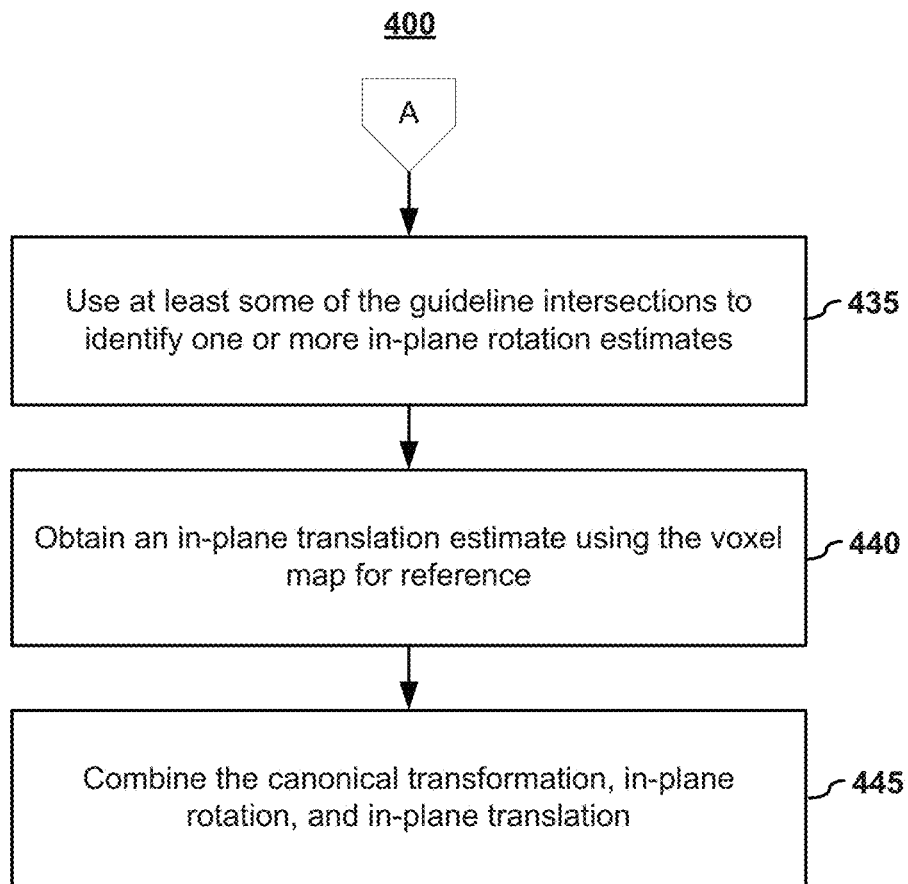 400
A
Use at least some of the guideline intersections to
identify one or more in-plane rotation estimates
435
Obtain an in-plane translation estimate using the voxel
map for reference
440
Combine the canonical transformation, in-plane
rotation, and in-plane translation
445